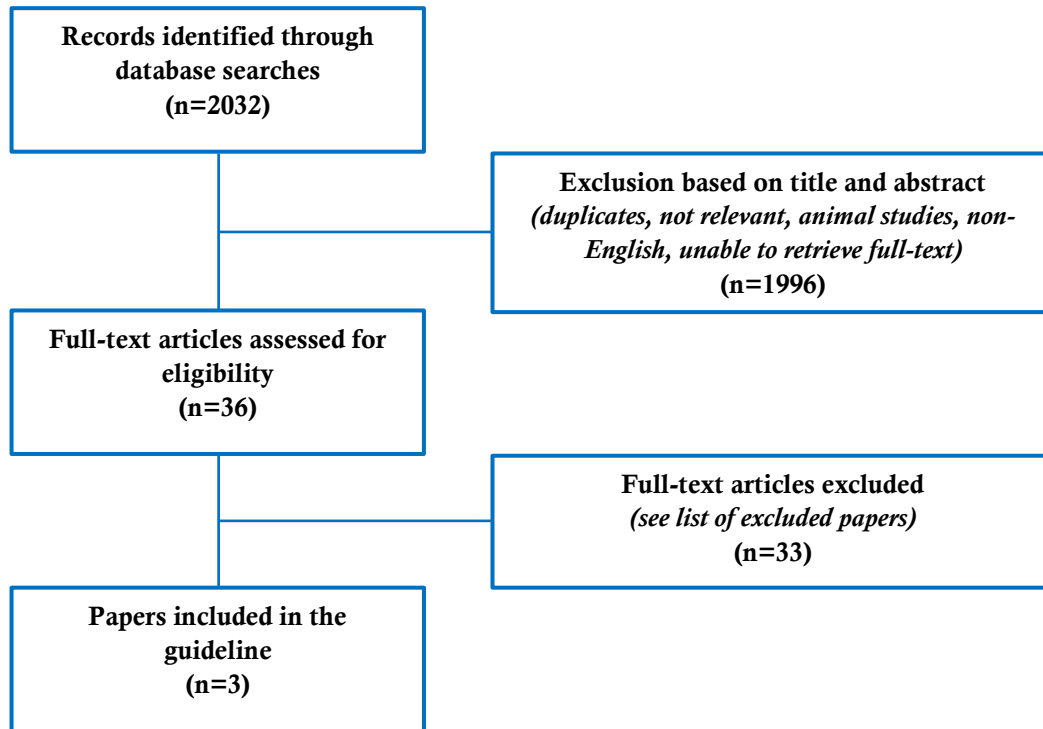 Records identified through
database searches
(n=2032)
Exclusion based on title and abstract
(duplicates, not relevant, animal studies, non-
English, unable to retrieve full-text)
(n=1996)
Full-text articles assessed for
eligibility
(n=36)
Full-text articles excluded
(see list of excluded papers)
(n=33)
Papers included in the
guideline
(n=3)